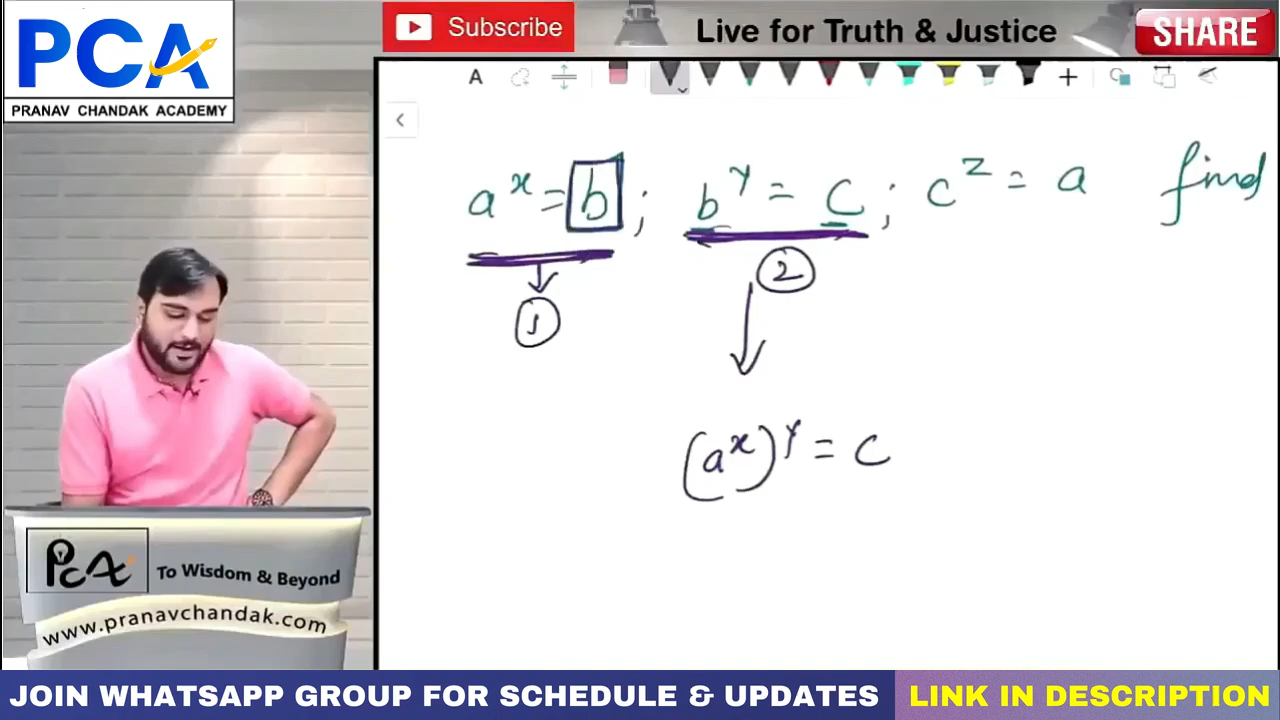 PCA
PRANAV CHANDAK ACADEMY
Subscribe
Live for Truth & Justice
SHARE
A
a^x = b ; b^y = c ; c^z = a find
1
2
(a^x)^y = c
PCA
To Wisdom & Beyond
www.pranavchandak.com
JOIN WHATSAPP GROUP FOR SCHEDULE & UPDATES
LINK IN DESCRIPTION